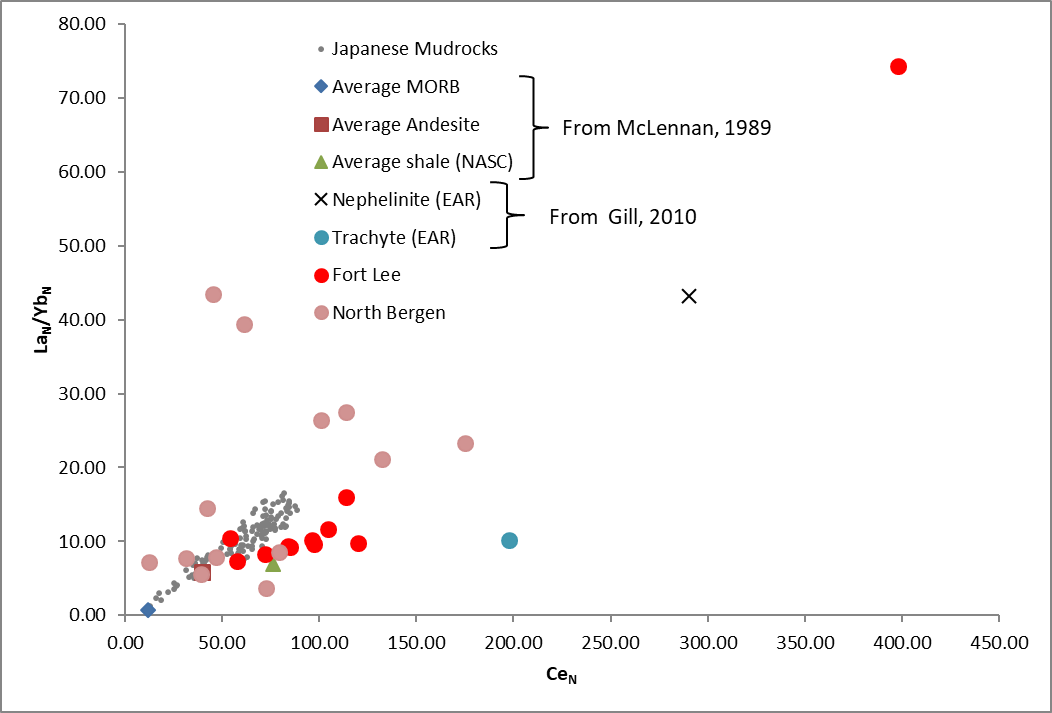 80.00
70.00
60.00
50.00
40.00
30.00
20.00
10.00
0.00
La_N/Yb_N
Japanese Mudrocks
Average MORB
Average Andesite
Average shale (NASC)
From McLennan, 1989
Nephelinite (EAR)
Trachyte (EAR)
From Gill, 2010
Fort Lee
North Bergen
0.00 50.00 100.00 150.00 200.00 250.00 300.00 350.00 400.00 450.00
Ce_N